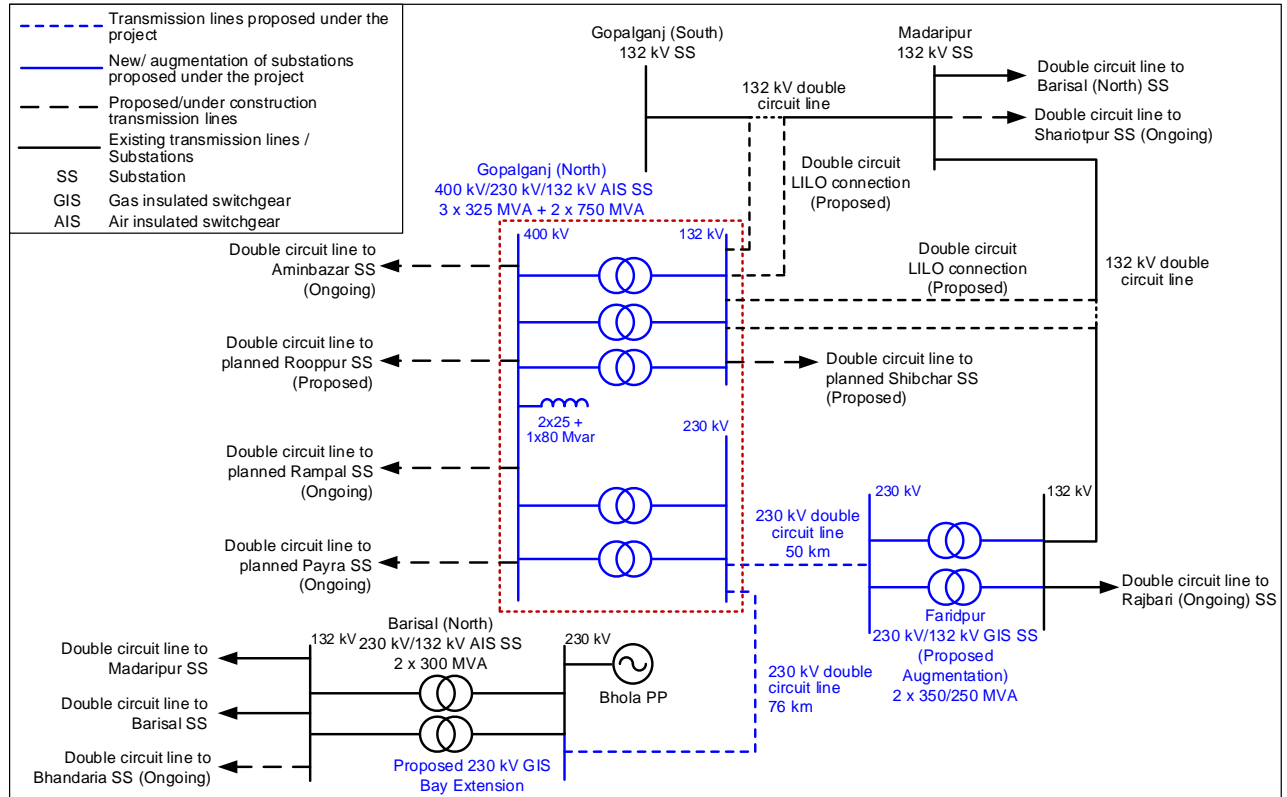 Transmission lines proposed under the
project
New/ augmentation of substations
proposed under the project
Proposed/under construction
transmission lines
Existing transmission lines /
Substations
SS Substation
GIS Gas insulated switchgear
AIS Air insulated switchgear
Gopalganj (South)
132 kV SS
Madaripur
132 kV SS
132 kV double
circuit line
Double circuit line to
Barisal (North) SS
Double circuit line to
Shariotpur SS (Ongoing)
Double circuit
LILO connection
(Proposed)
Gopalganj (North)
400 kV/230 kV/132 kV AIS SS
3 x 325 MVA + 2 x 750 MVA
400 kV
132 kV
Double circuit line to
Aminbazar SS
(Ongoing)
Double circuit
LILO connection
(Proposed)
132 kV double
circuit line
Double circuit line to
planned Rooppur SS
(Proposed)
Double circuit line to
planned Shibchar SS
(Proposed)
2x25 +
1x80 Mvar
230 kV
Double circuit line to
planned Rampal SS
(Ongoing)
Double circuit line to
planned Payra SS
(Ongoing)
230 kV double
circuit line
50 km
230 kV
132 kV
Double circuit line to
Rajbari (Ongoing) SS
Faridpur
230 kV/132 kV GIS SS
(Proposed
Augmentation)
2 x 350/250 MVA
Barisal (North)
230 kV/132 kV AIS SS
2 x 300 MVA
132 kV
230 kV
Double circuit line to
Madaripur SS
Bhola PP
230 kV double
circuit line
76 km
Double circuit line to
Barisal SS
Double circuit line to
Bhandaria SS (Ongoing)
Proposed 230 kV GIS
Bay Extension